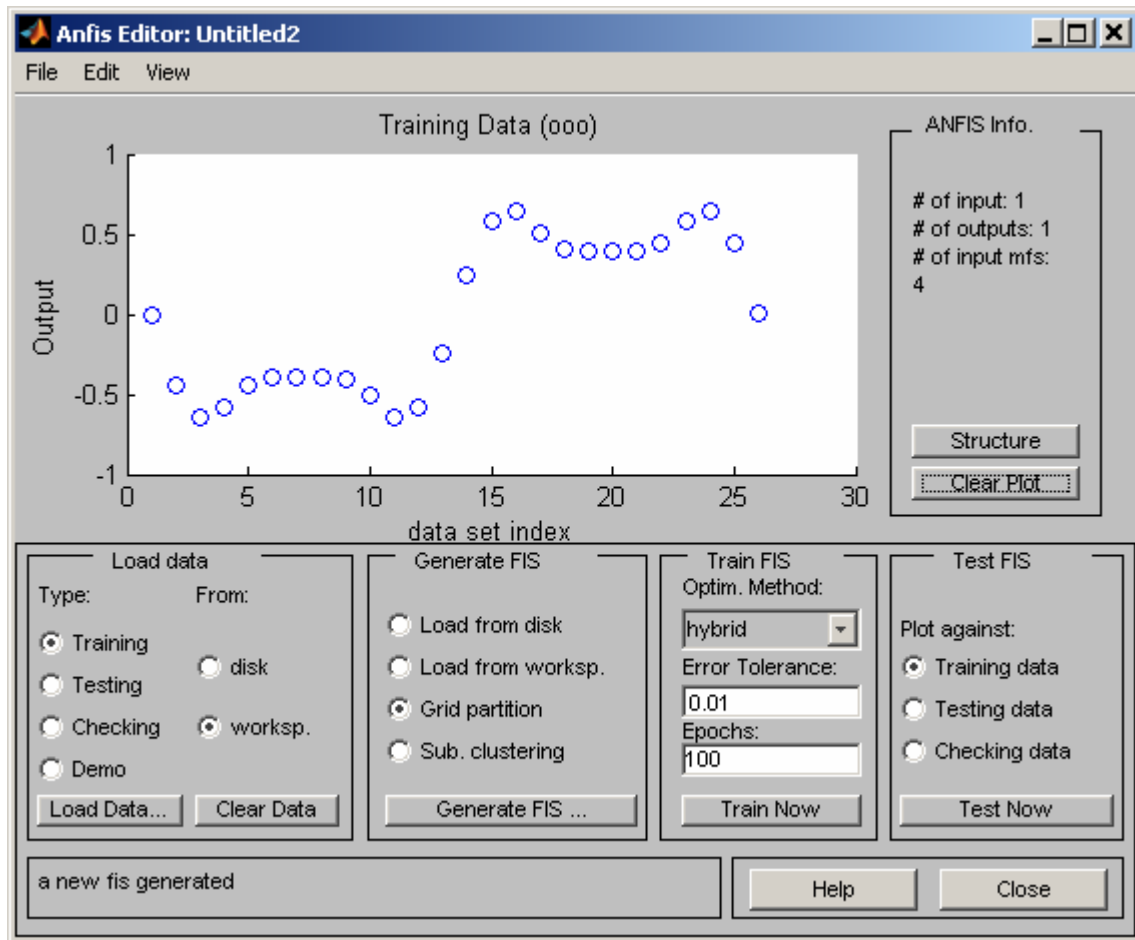 Anfis Editor: Untitled2
File Edit View
Training Data (ooo)
1
0.5
0
-0.5
-1
Output
0 5 10 15 20 25 30
data set index
ANFIS Info.
# of input: 1
# of outputs: 1
# of input mfs:
4
Structure
Clear Plot
Load data
Type: From:
Training
disk
Testing
Checking
worksp.
Demo
Load Data... Clear Data
Generate FIS
Load from disk
Load from worksp.
Grid partition
Sub. clustering
Generate FIS ...
Train FIS
Optim. Method:
hybrid
Error Tolerance:
0.01
Epochs:
100
Train Now
Test FIS
Plot against:
Training data
Testing data
Checking data
Test Now
a new fis generated
Help Close